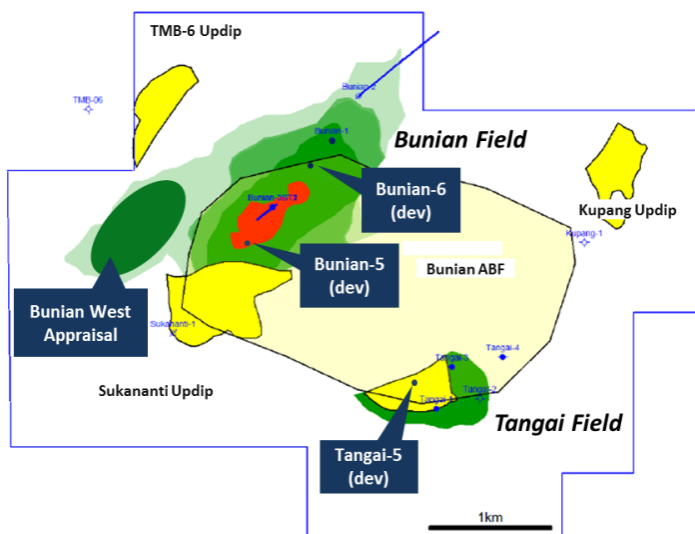 TMB-6 Updip
TMB-06
Bunian-2
Bunian-1
Bunian Field
Bunian-6
(dev)
Kupang Updip
Kupang-1
Bunian-5
(dev)
Bunian ABF
Bunian West
Appraisal
Sukananti-1
Sukananti Updip
Tangai-4
Tangai-3
Tangai-2
Tangai-1
Tangai Field
Tangai-5
(dev)
1km